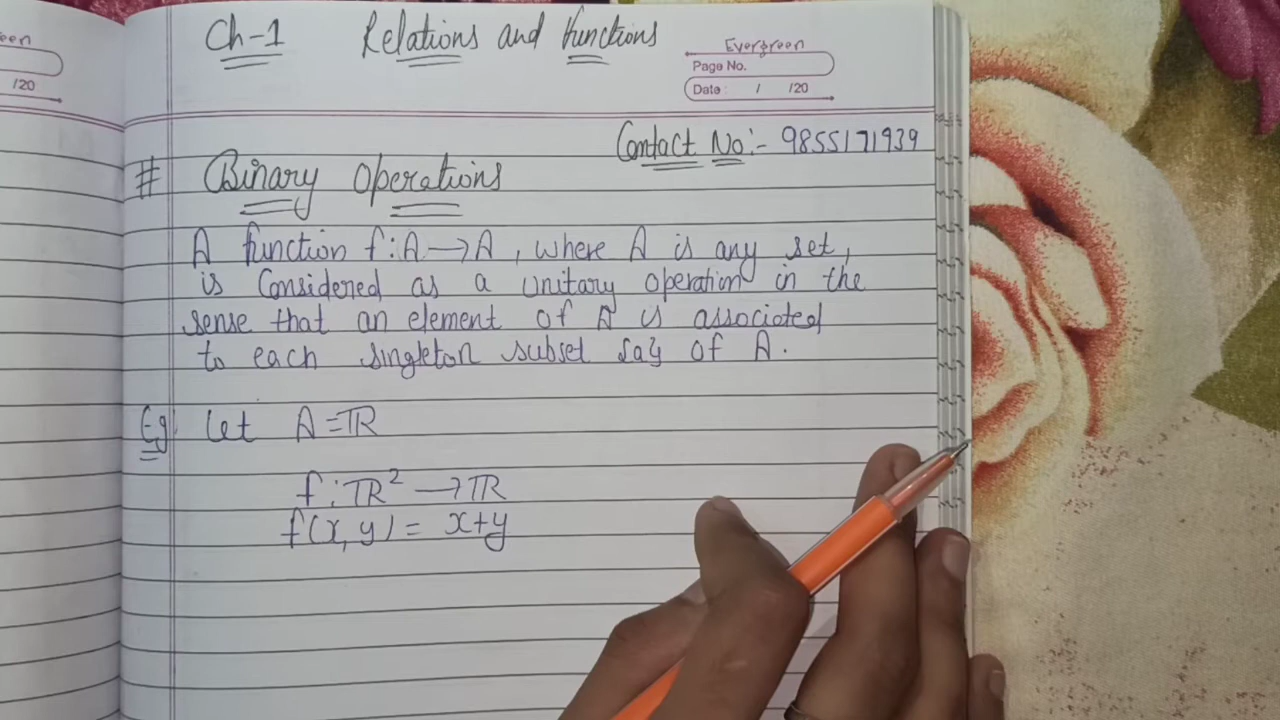 een
/20
Ch-1 Relations and functions
Evergreen
Page No.
Date / /20
Contact No:- 9855171939
# Binary Operations
A function f:A→A, where A is any set,
is Considered as a unitary operation in the
sense that an element of A is associated
to each singleton subset say of A.
Eg: Let A=ℝ
f:ℝ²→ℝ
f(x,y) = x+y